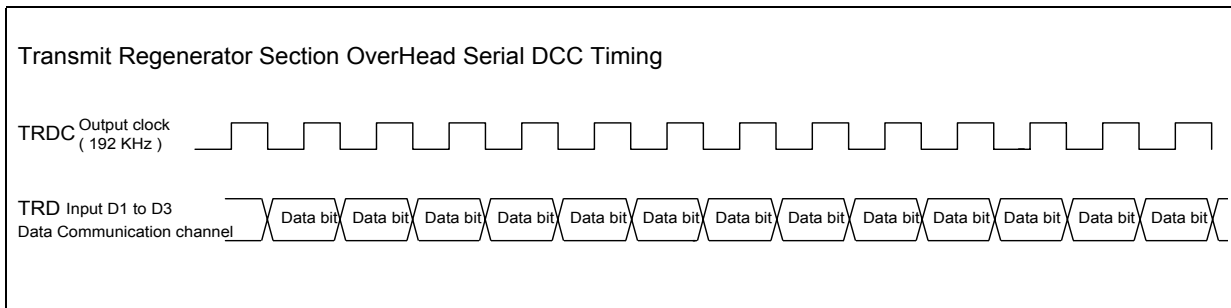 Transmit Regenerator Section OverHead Serial DCC Timing
TRDC Output clock
( 192 KHz )
TRD Input D1 to D3
Data Communication channel
Data bit Data bit Data bit Data bit Data bit Data bit Data bit Data bit Data bit Data bit Data bit Data bit Data bit